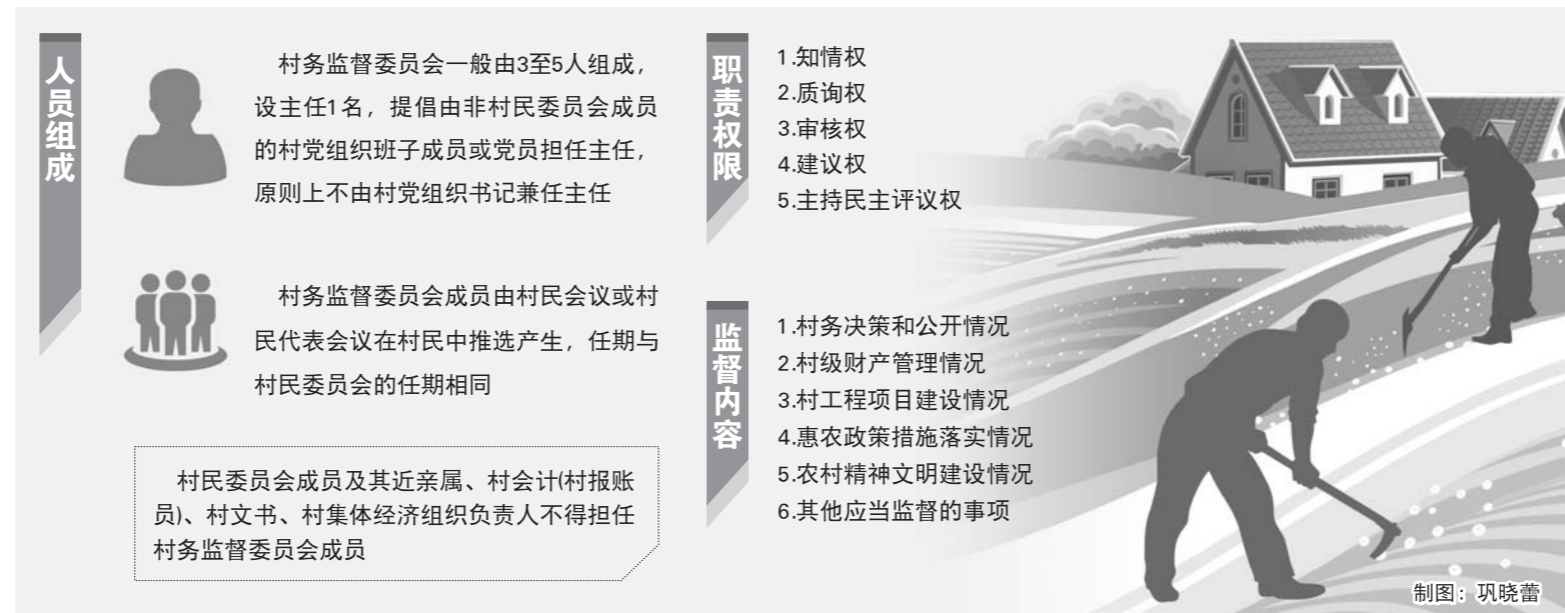 人员组成
村务监督委员会一般由3至5人组成，
设主任1名，提倡由非村民委员会成员
的村党组织班子成员或党员担任主任，
原则上不由村党组织书记兼任主任
村务监督委员会成员由村民会议或村
民代表会议在村民中推选产生，任期与
村民委员会的任期相同
村民委员会成员及其近亲属、村会计(村报账
员)、村文书、村集体经济组织负责人不得担任
村务监督委员会成员
职责权限
1.知情权
2.质询权
3.审核权
4.建议权
5.主持民主评议权
监督内容
1.村务决策和公开情况
2.村级财产管理情况
3.村工程项目建设情况
4.惠农政策措施落实情况
5.农村精神文明建设情况
6.其他应当监督的事项
制图：巩晓蕾